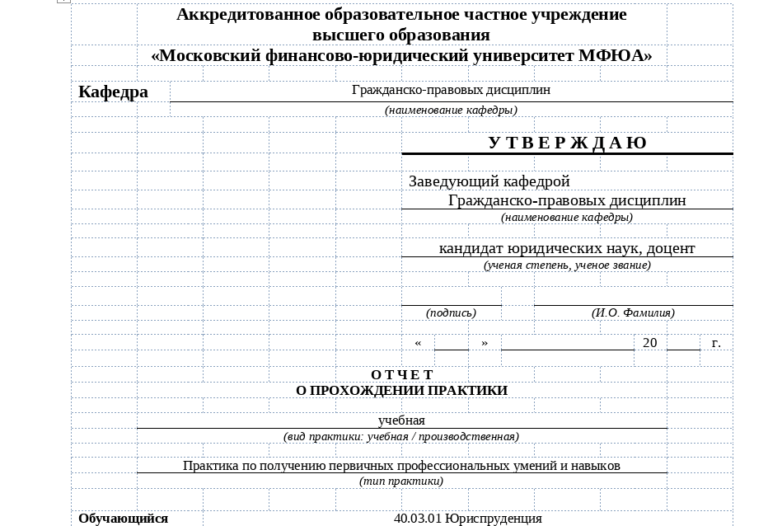 Аккредитованное образовательное частное учреждение
высшего образования
«Московский финансово-юридический университет МФЮА»
Кафедра Гражданско-правовых дисциплин
(наименование кафедры)
У Т В Е Р Ж Д А Ю
Заведующий кафедрой
Гражданско-правовых дисциплин
(наименование кафедры)
кандидат юридических наук, доцент
(ученая степень, ученое звание)
(подпись) (И.О. Фамилия)
« » 20 г.
О Т Ч Е Т
О ПРОХОЖДЕНИИ ПРАКТИКИ
учебная
(вид практики: учебная / производственная)
Практика по получению первичных профессиональных умений и навыков
(тип практики)
Обучающийся 40.03.01 Юриспруденция